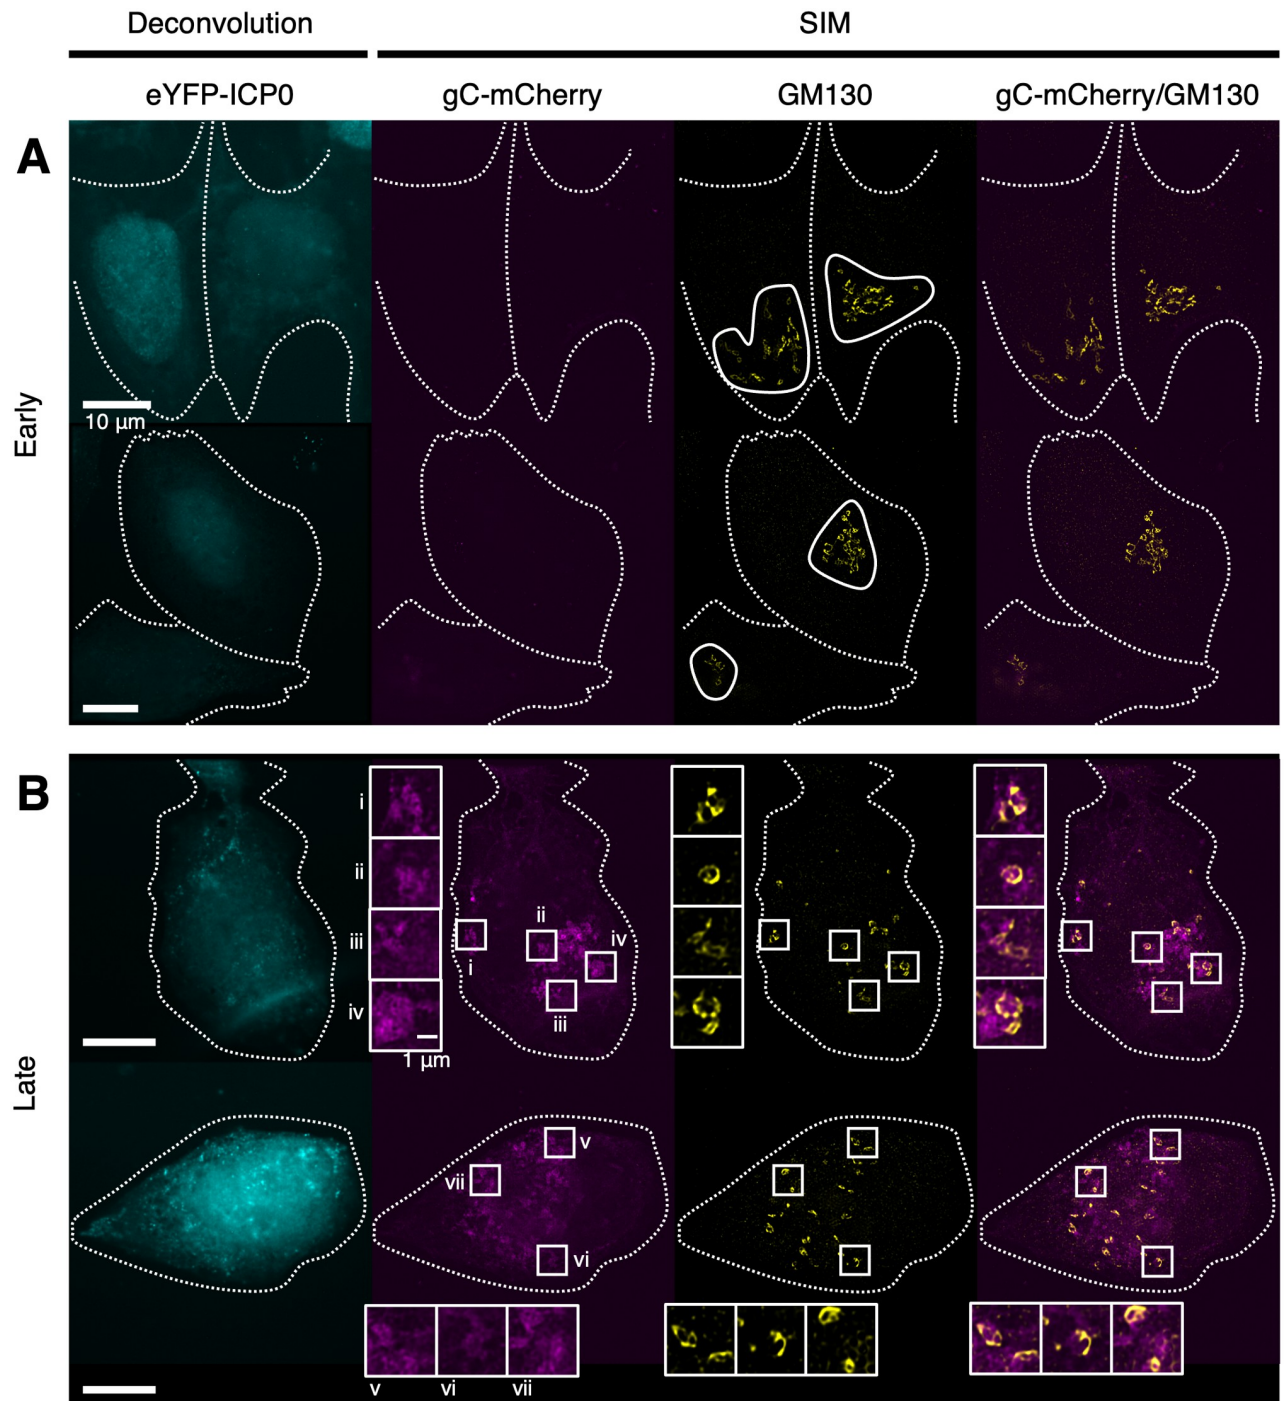 Deconvolution SIM
eYFP-ICP0 gC-mCherry GM130 gC-mCherry/GM130
A
Early
10 µm
B
Late
i
ii
iii
iv
ii
iv
i
iii
1 µm
v
vii
vi
v vi vii